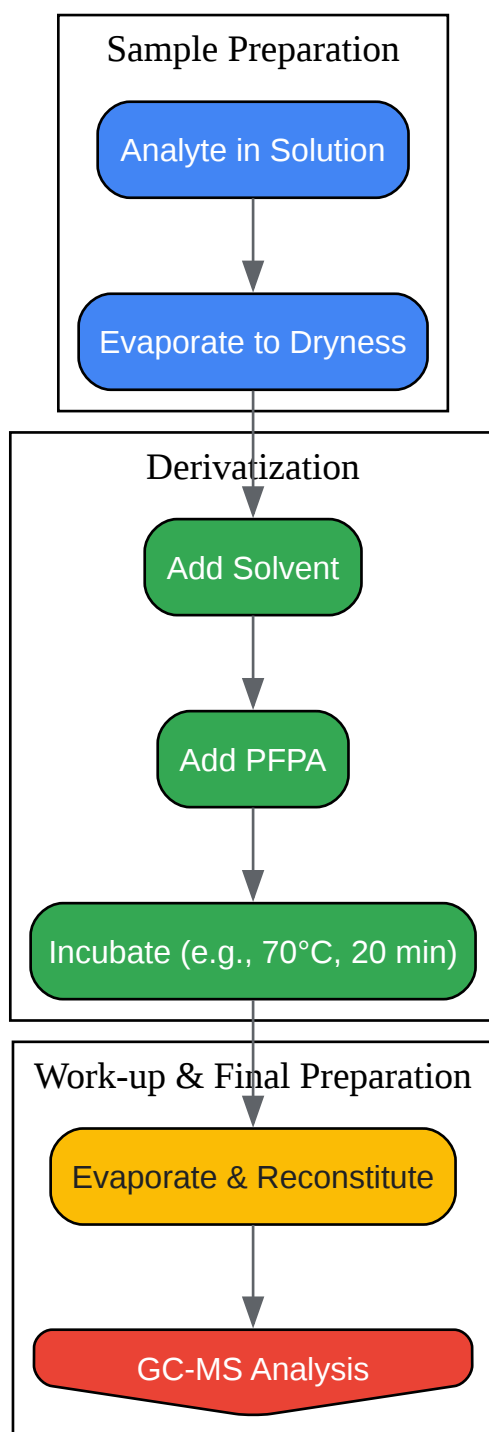 Sample Preparation
Analyte in Solution
Evaporate to Dryness
Derivatization
Add Solvent
Add PFPA
Incubate (e.g., 70°C, 20 min)
Work-up & Final Preparation
Evaporate & Reconstitute
GC-MS Analysis